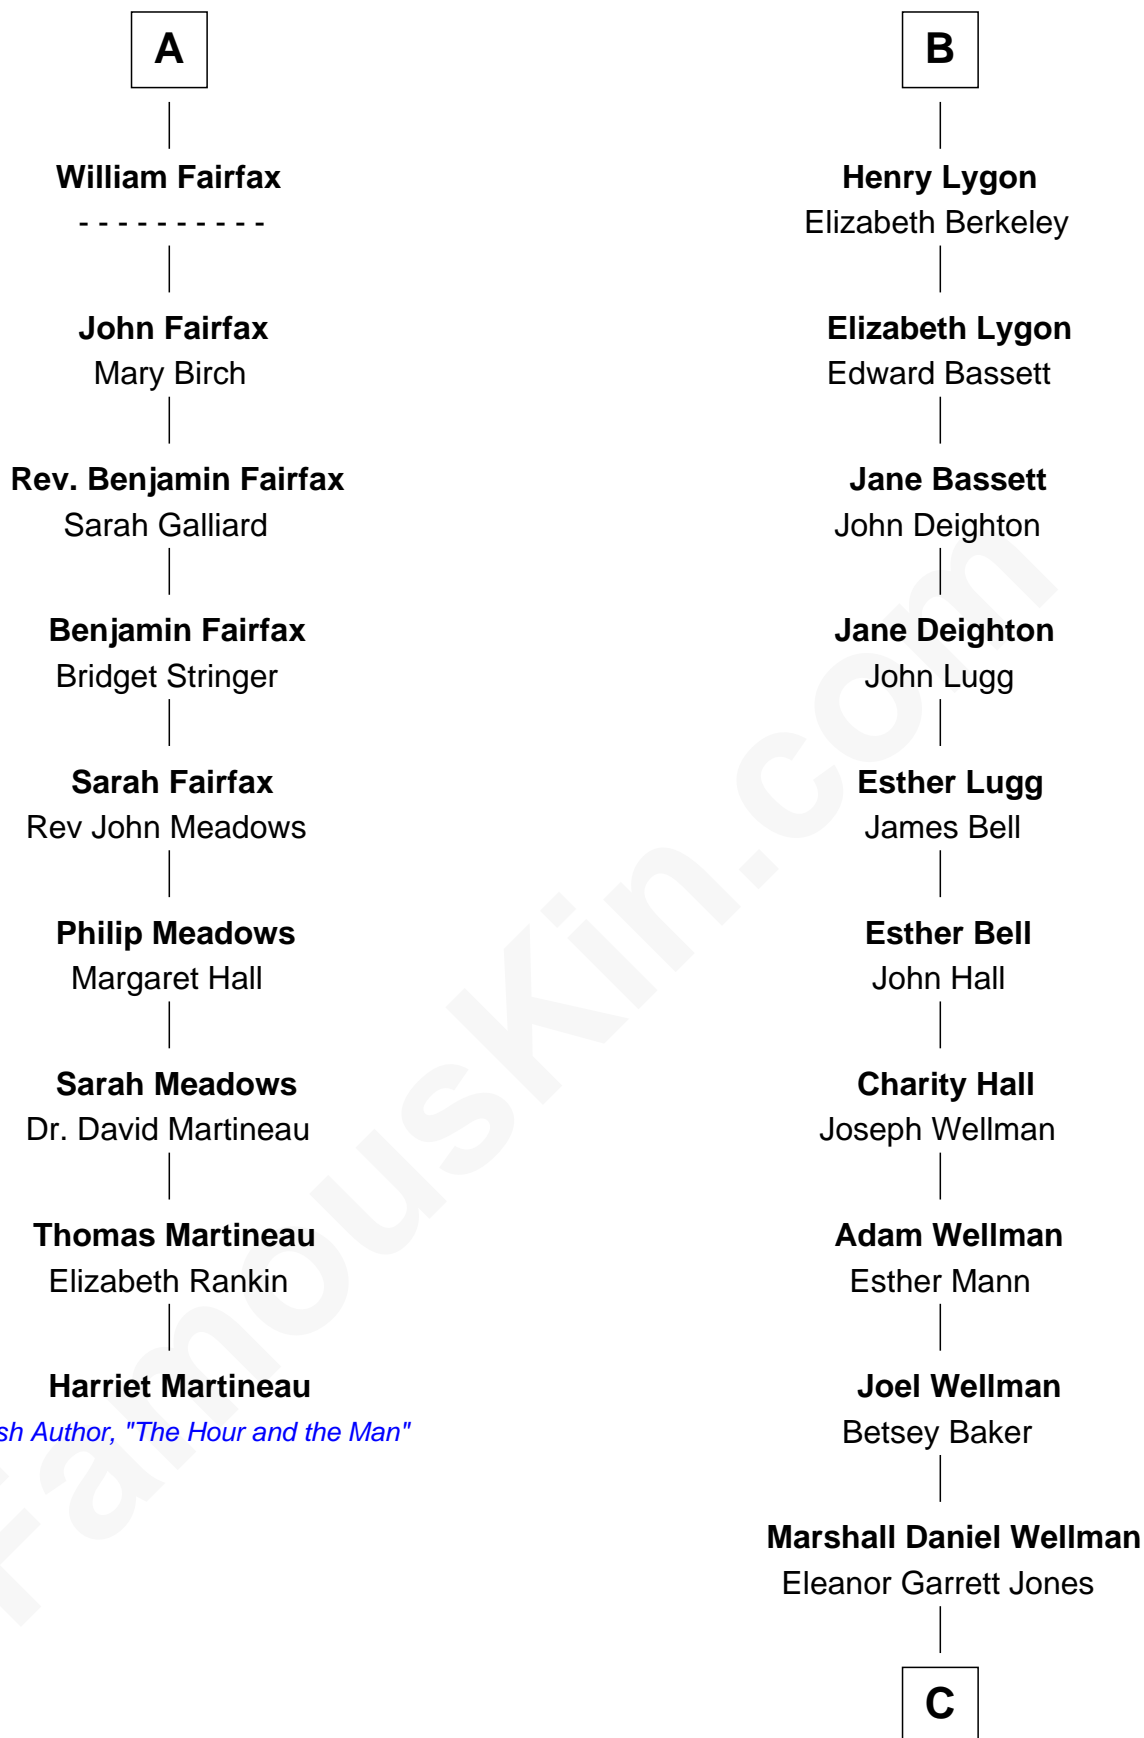 A
William Fairfax
- - - - - - - - - -
John Fairfax
Mary Birch
Rev. Benjamin Fairfax
Sarah Galliard
Benjamin Fairfax
Bridget Stringer
Sarah Fairfax
Rev John Meadows
Philip Meadows
Margaret Hall
Sarah Meadows
Dr. David Martineau
Thomas Martineau
Elizabeth Rankin
Harriet Martineau
sh Author, "The Hour and the Man"
B
Henry Lygon
Elizabeth Berkeley
Elizabeth Lygon
Edward Bassett
Jane Bassett
John Deighton
Jane Deighton
John Lugg
Esther Lugg
James Bell
Esther Bell
John Hall
Charity Hall
Joseph Wellman
Adam Wellman
Esther Mann
Joel Wellman
Betsey Baker
Marshall Daniel Wellman
Eleanor Garrett Jones
C
FamousKin.com